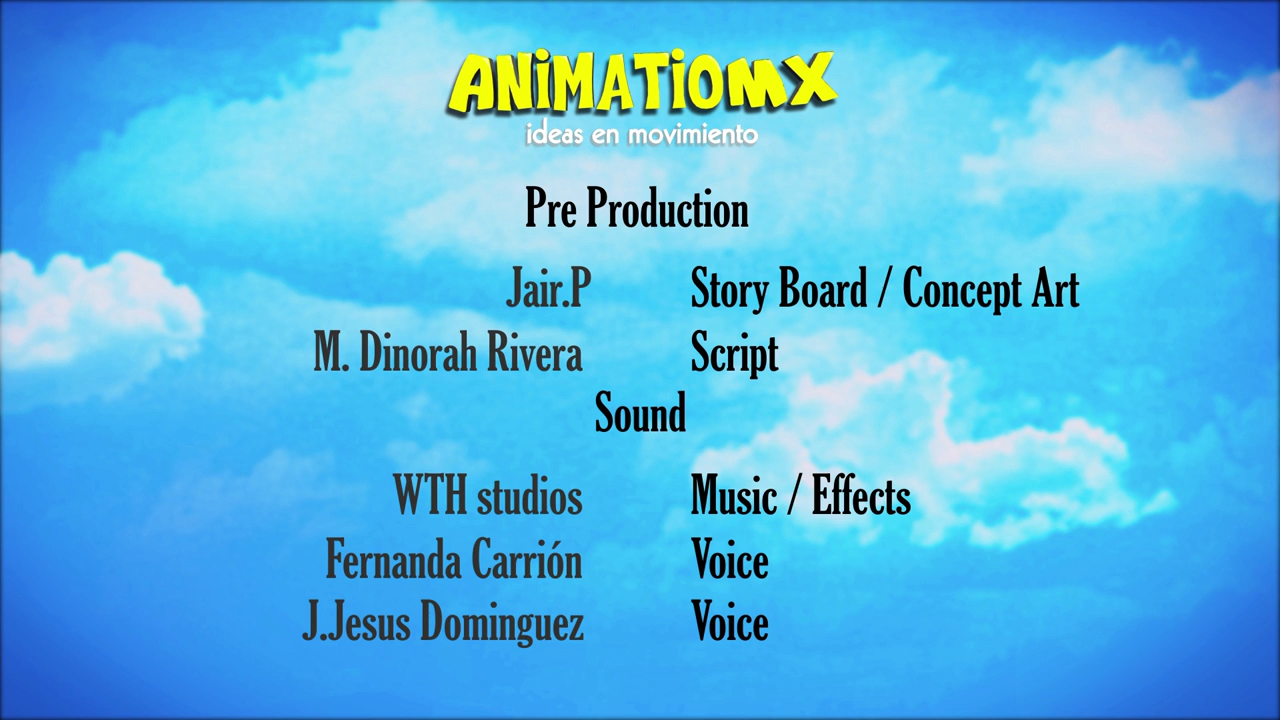 ANiMATiOMX
ideas en movimiento
Pre Production
Jair.P Story Board / Concept Art
M. Dinorah Rivera Script
Sound
WTH studios Music / Effects
Fernanda Carrión Voice
J.Jesus Dominguez Voice